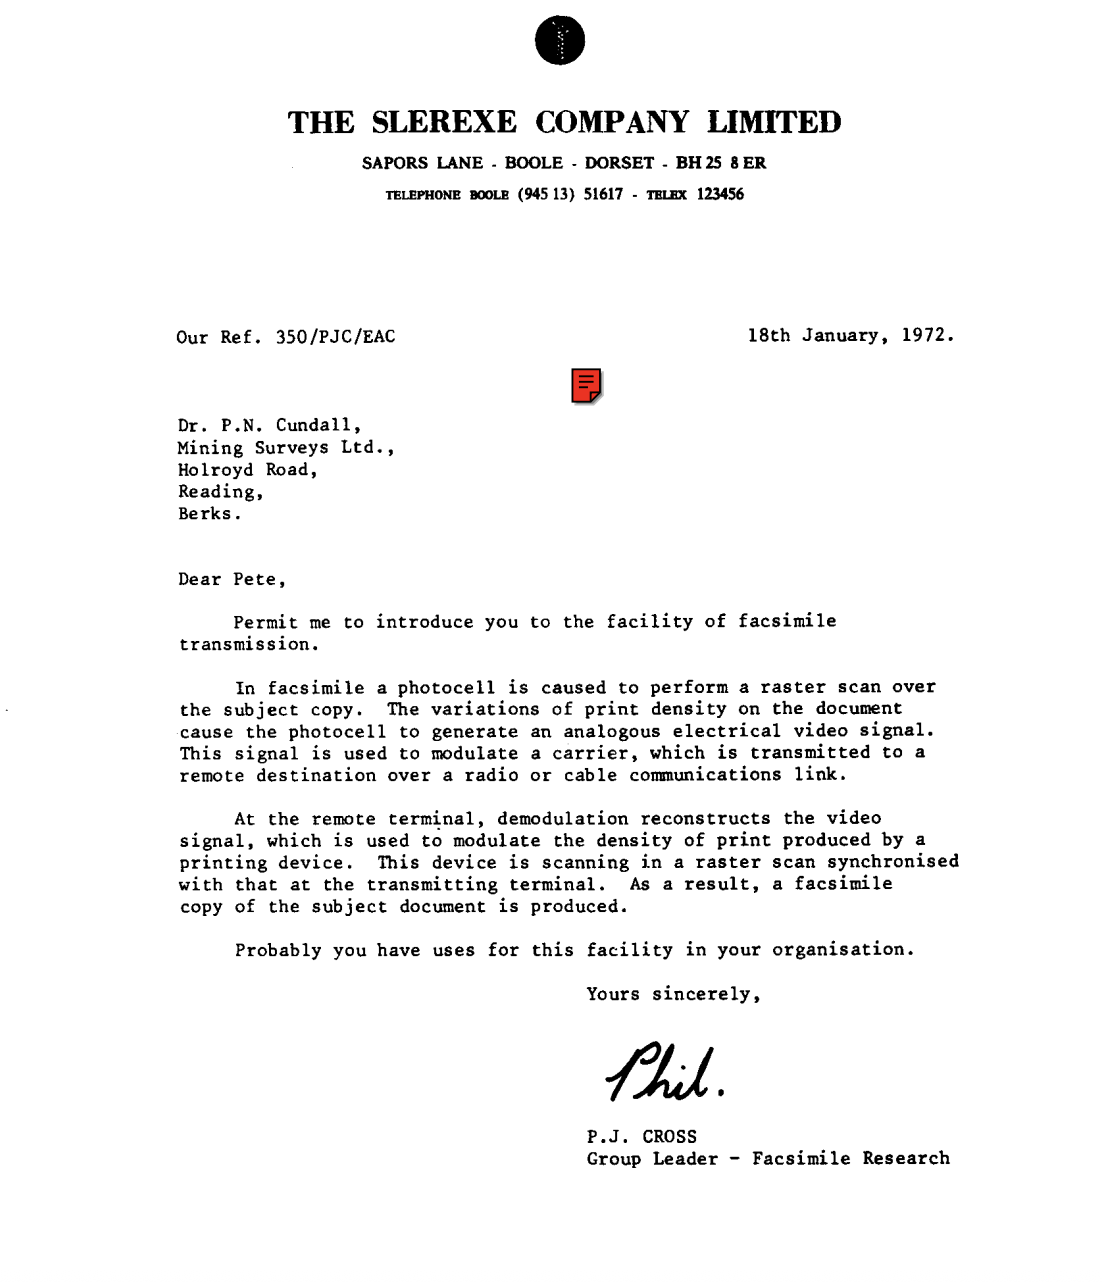 THE SLEREXE COMPANY LIMITED
SAPORS LANE - BOOLE - DORSET - BH 25 8 ER
TELEPHONE BOOLE (945 13) 51617 - TELEX 123456
Our Ref. 350/PJC/EAC 18th January, 1972.
Dr. P.N. Cundall,
Mining Surveys Ltd.,
Holroyd Road,
Reading,
Berks.
Dear Pete,
Permit me to introduce you to the facility of facsimile
transmission.
In facsimile a photocell is caused to perform a raster scan over
the subject copy. The variations of print density on the document
cause the photocell to generate an analogous electrical video signal.
This signal is used to modulate a carrier, which is transmitted to a
remote destination over a radio or cable communications link.
At the remote terminal, demodulation reconstructs the video
signal, which is used to modulate the density of print produced by a
printing device. This device is scanning in a raster scan synchronised
with that at the transmitting terminal. As a result, a facsimile
copy of the subject document is produced.
Probably you have uses for this facility in your organisation.
Yours sincerely,
Phil.
P.J. CROSS
Group Leader - Facsimile Research